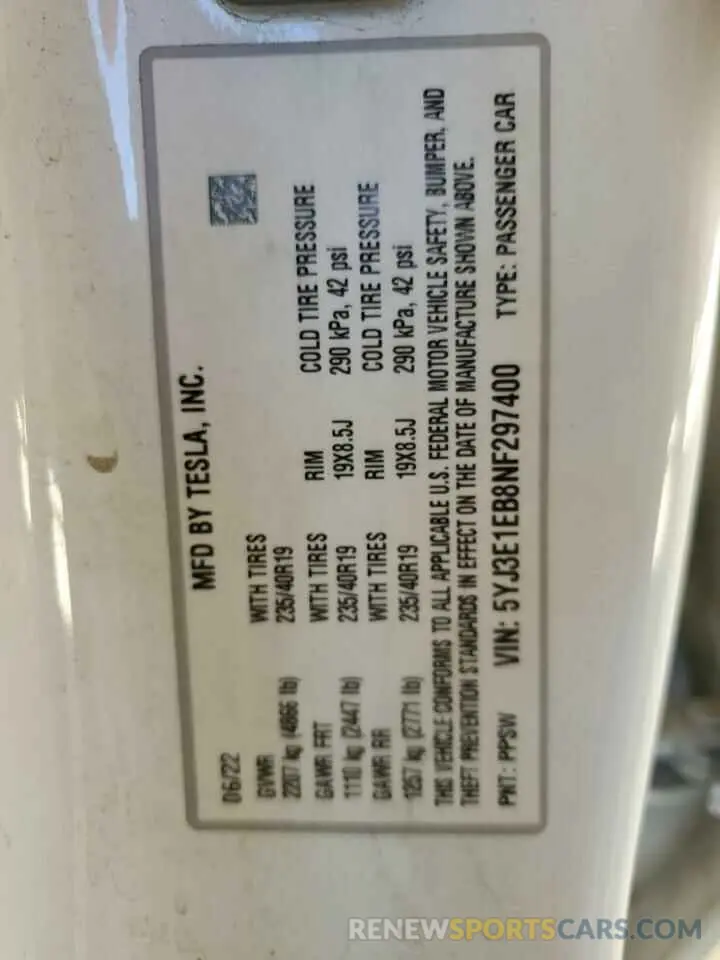 MFD BY TESLA, INC.
06/22
GVWR WITH TIRES
2207 kg (4866 lb) 235/40R19
GAWR FRT WITH TIRES RIM COLD TIRE PRESSURE
1110 kg (2447 lb) 235/40R19 19X8.5J 290 kPa, 42 psi
GAWR RR WITH TIRES RIM COLD TIRE PRESSURE
1257 kg (2771 lb) 235/40R19 19X8.5J 290 kPa, 42 psi
THIS VEHICLE CONFORMS TO ALL APPLICABLE U.S. FEDERAL MOTOR VEHICLE SAFETY, BUMPER, AND
THEFT PREVENTION STANDARDS IN EFFECT ON THE DATE OF MANUFACTURE SHOWN ABOVE.
PNT: PPSW VIN: 5YJ3E1EB8NF297400 TYPE: PASSENGER CAR
RENEWSPORTSCARS.COM